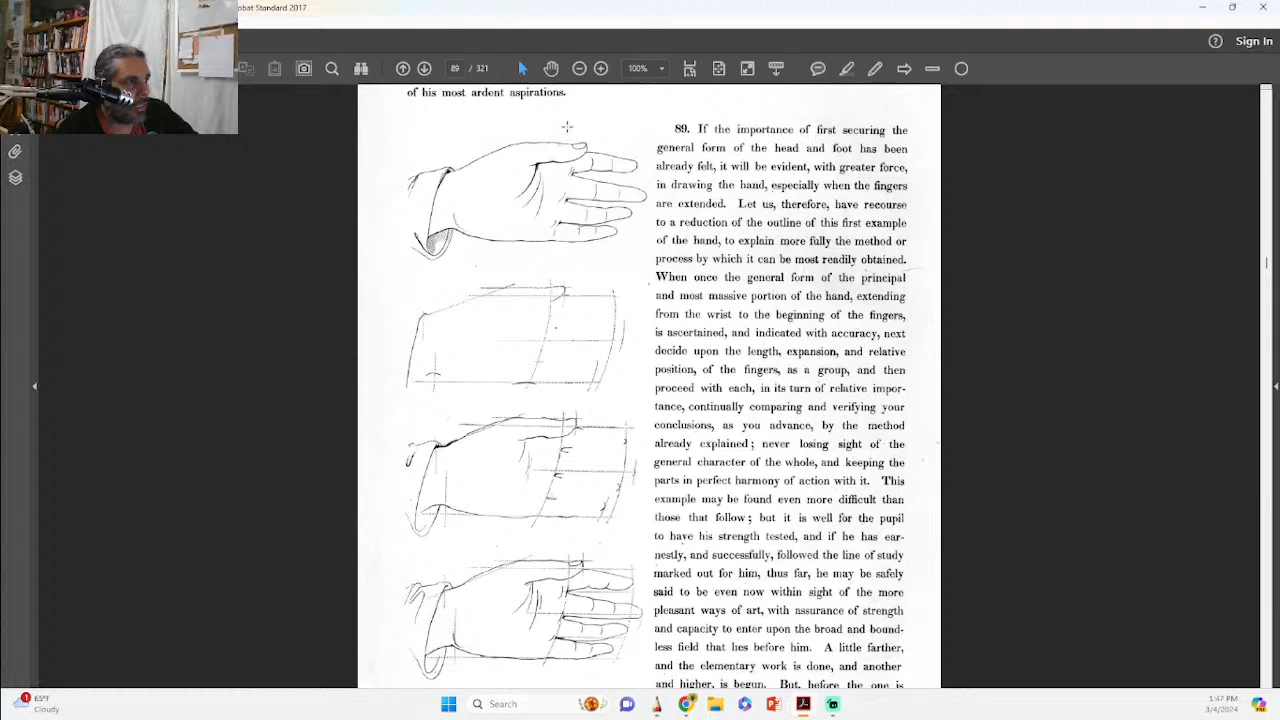 obat Standard 2017
Sign In
89 / 321
100%
of his most ardent aspirations.
89. If the importance of first securing the
general form of the head and foot has been
already felt, it will be evident, with greater force,
in drawing the hand, especially when the fingers
are extended. Let us, therefore, have recourse
to a reduction of the outline of this first example
of the hand, to explain more fully the method or
process by which it can be most readily obtained.
When once the general form of the principal
and most massive portion of the hand, extending
from the wrist to the beginning of the fingers,
is ascertained, and indicated with accuracy, next
decide upon the length, expansion, and relative
position, of the fingers, as a group, and then
proceed with each, in its turn of relative impor-
tance, continually comparing and verifying your
conclusions, as you advance, by the method
already explained; never losing sight of the
general character of the whole, and keeping the
parts in perfect harmony of action with it. This
example may be found even more difficult than
those that follow; but it is well for the pupil
to have his strength tested, and if he has ear-
nestly, and successfully, followed the line of study
marked out for him, thus far, he may be safely
said to be even now within sight of the more
pleasant ways of art, with assurance of strength
and capacity to enter upon the broad and bound-
less field that lies before him. A little farther,
and the elementary work is done, and another
and higher, is begun. But, before the one is
1
65°F
Cloudy
Search
1:47 PM
3/4/2024